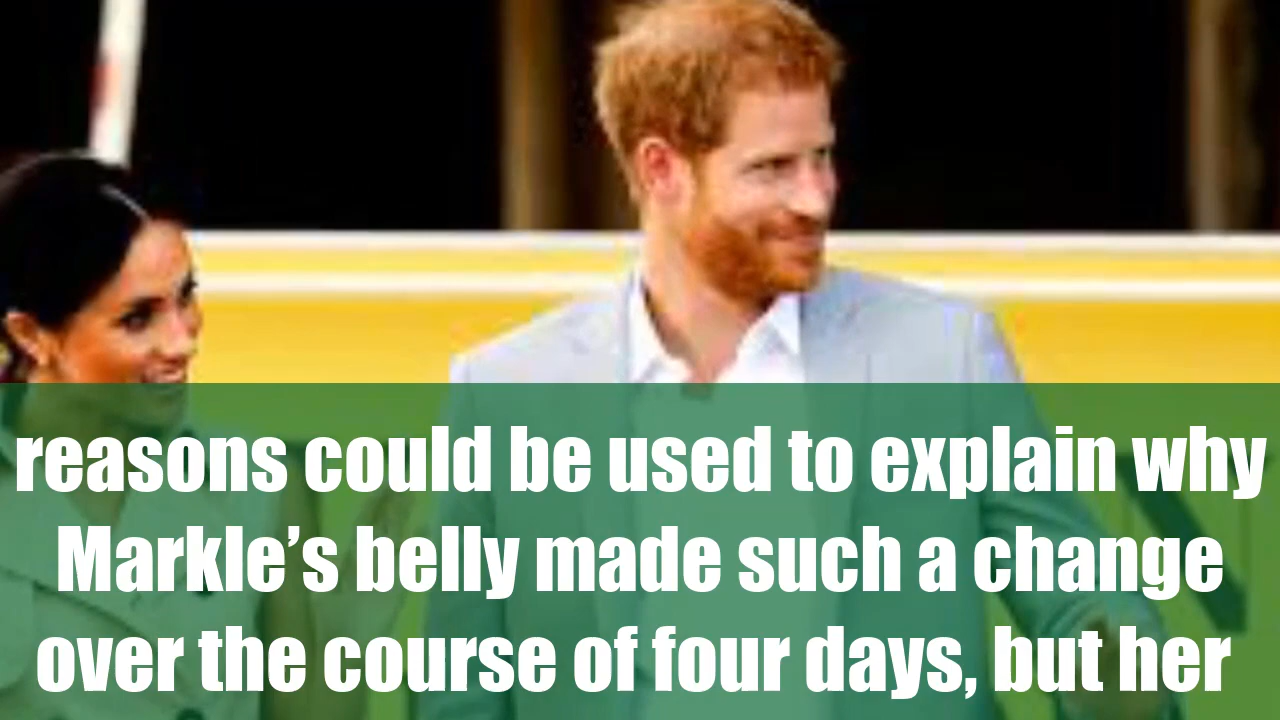 reasons could be used to explain why
Markle’s belly made such a change
over the course of four days, but her